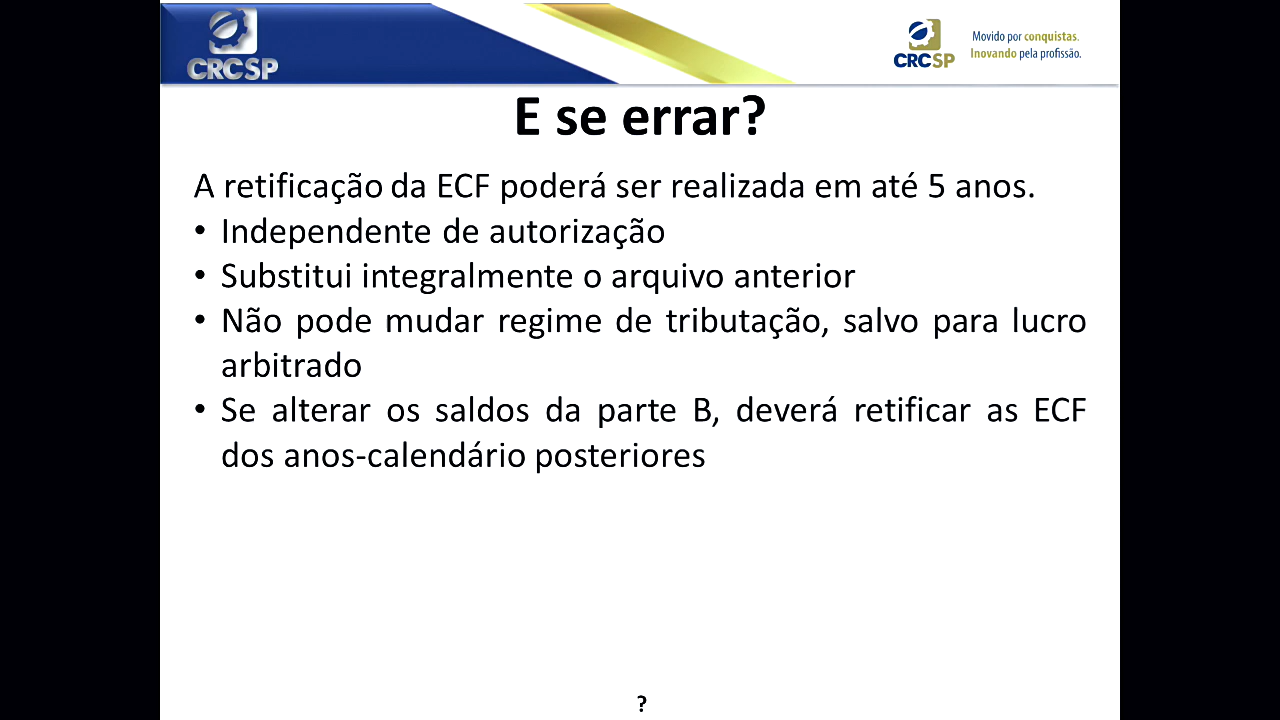 CRCSP
CRCSP
Movido por conquistas.
Inovando pela profissão.
E se errar?
A retificação da ECF poderá ser realizada em até 5 anos.
• Independente de autorização
• Substitui integralmente o arquivo anterior
• Não pode mudar regime de tributação, salvo para lucro
arbitrado
• Se alterar os saldos da parte B, deverá retificar as ECF
dos anos-calendário posteriores
?